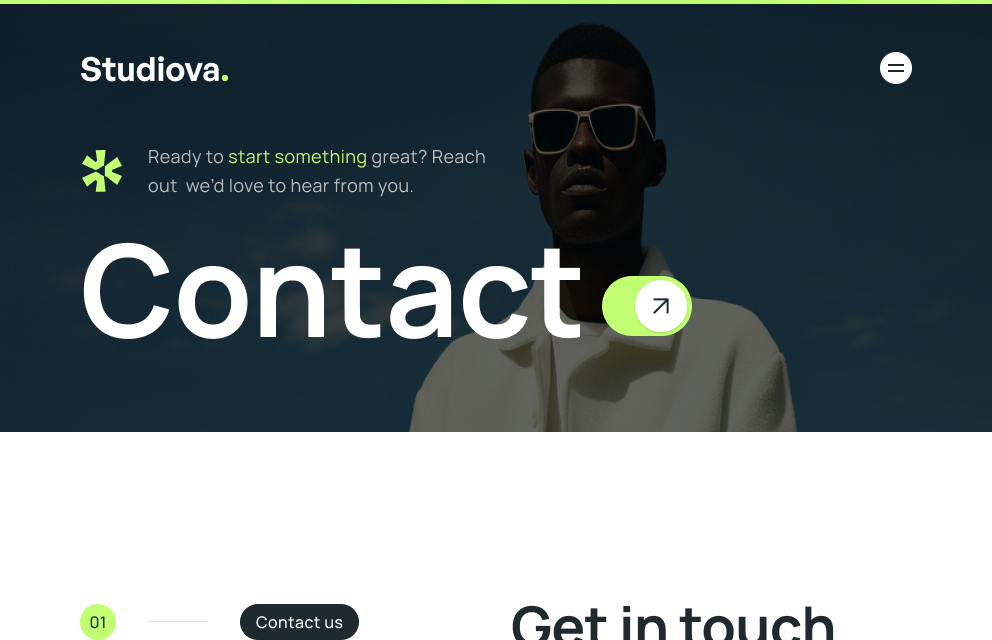 Studiova.
Ready to start something great? Reach
out  we’d love to hear from you.
Contact
01
Contact us
Get in touch